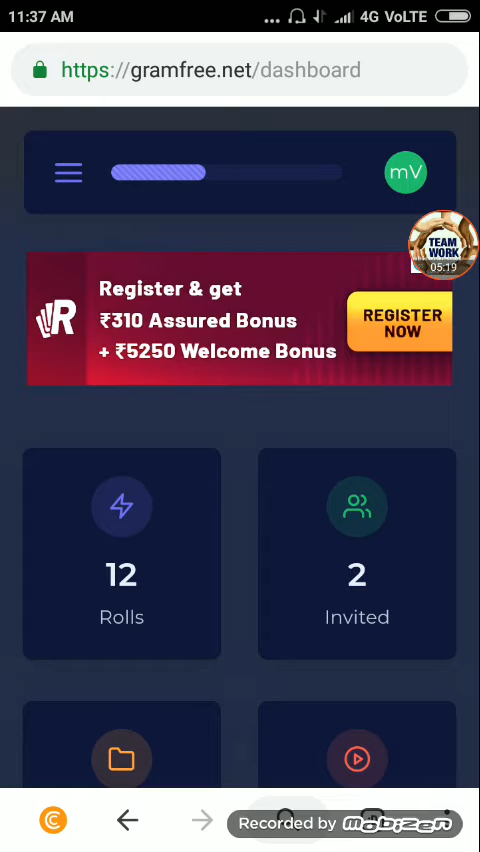 11:37 AM
... 4G VoLTE
https://gramfree.net/dashboard
mV
TEAM
WORK
05:19
Register & get
₹310 Assured Bonus
+ ₹5250 Welcome Bonus
R
REGISTER
NOW
12
Rolls
2
Invited
Recorded by mobizen